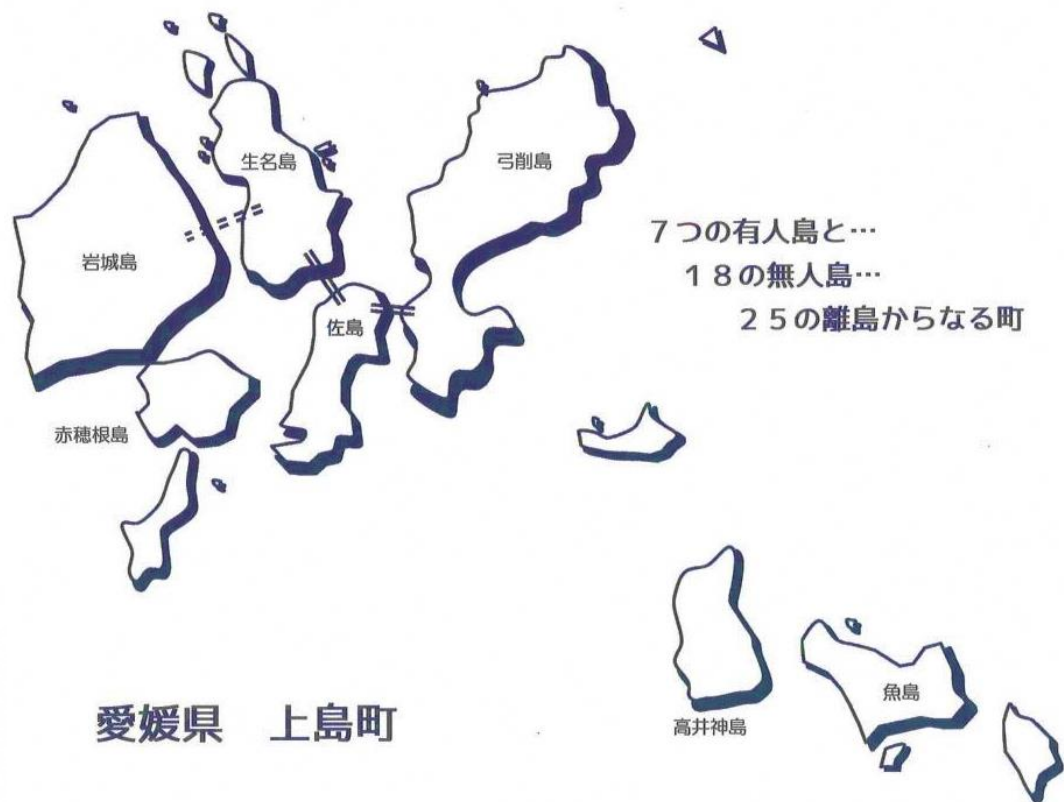 生名島
弓削島
岩城島
７つの有人島と…
１８の無人島…
２５の離島からなる町
佐島
赤穂根島
魚島
高井神島
愛媛県　上島町